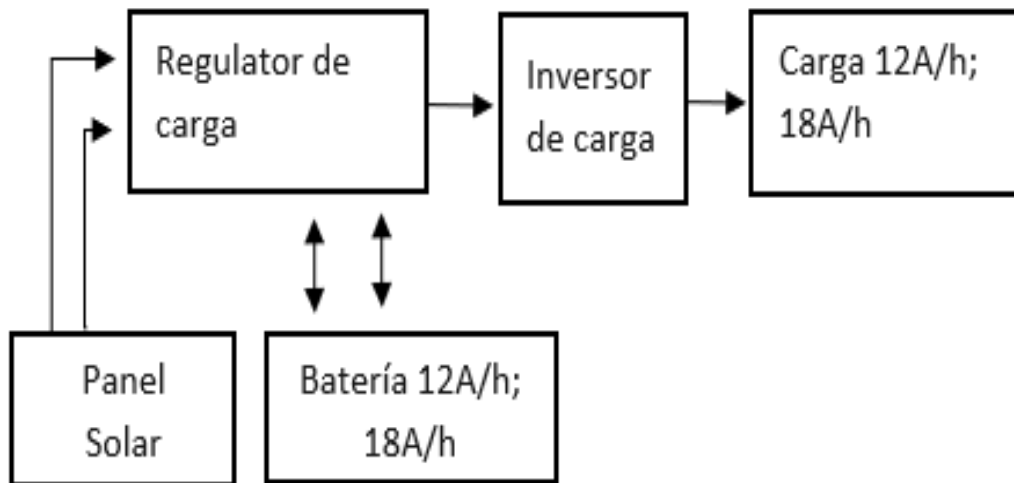 Regulator de
carga
Inversor
de carga
Carga 12A/h;
18A/h
Panel
Solar
Batería 12A/h;
18A/h